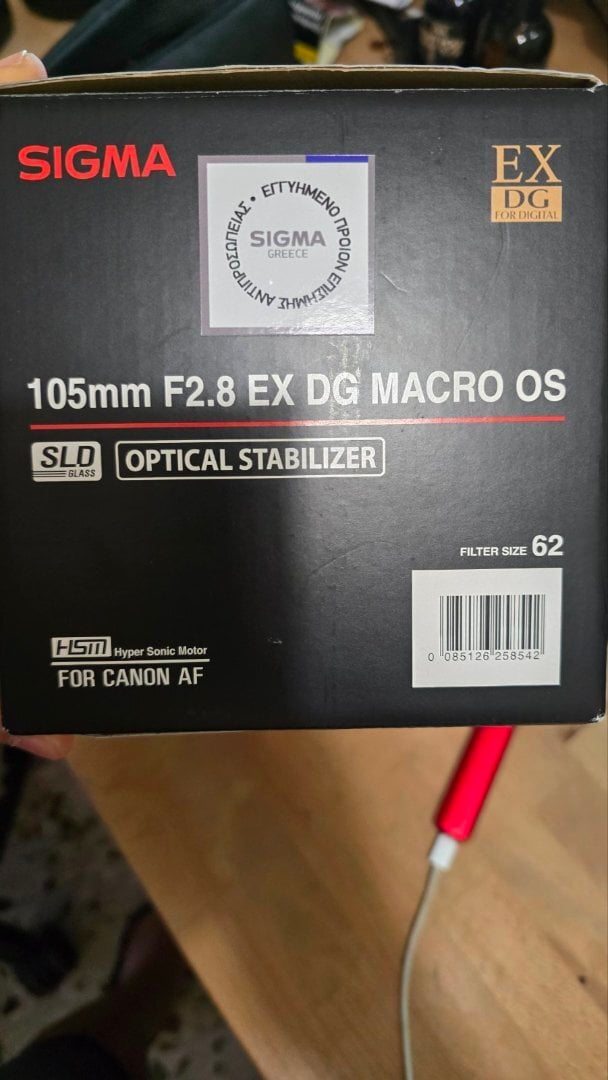 SIGMA
ΕΓΓΥΗΜΕΝΟ ΠΡΟΪΟΝ ΕΠΙΣΗΜΗΣ ΑΝΤΙΠΡΟΣΩΠΕΙΑΣ •
SIGMA
GREECE
EX
DG
FOR DIGITAL
105mm F2.8 EX DG MACRO OS
SLD
GLASS
OPTICAL STABILIZER
FILTER SIZE 62
0 085126 258542
HSM Hyper Sonic Motor
FOR CANON AF